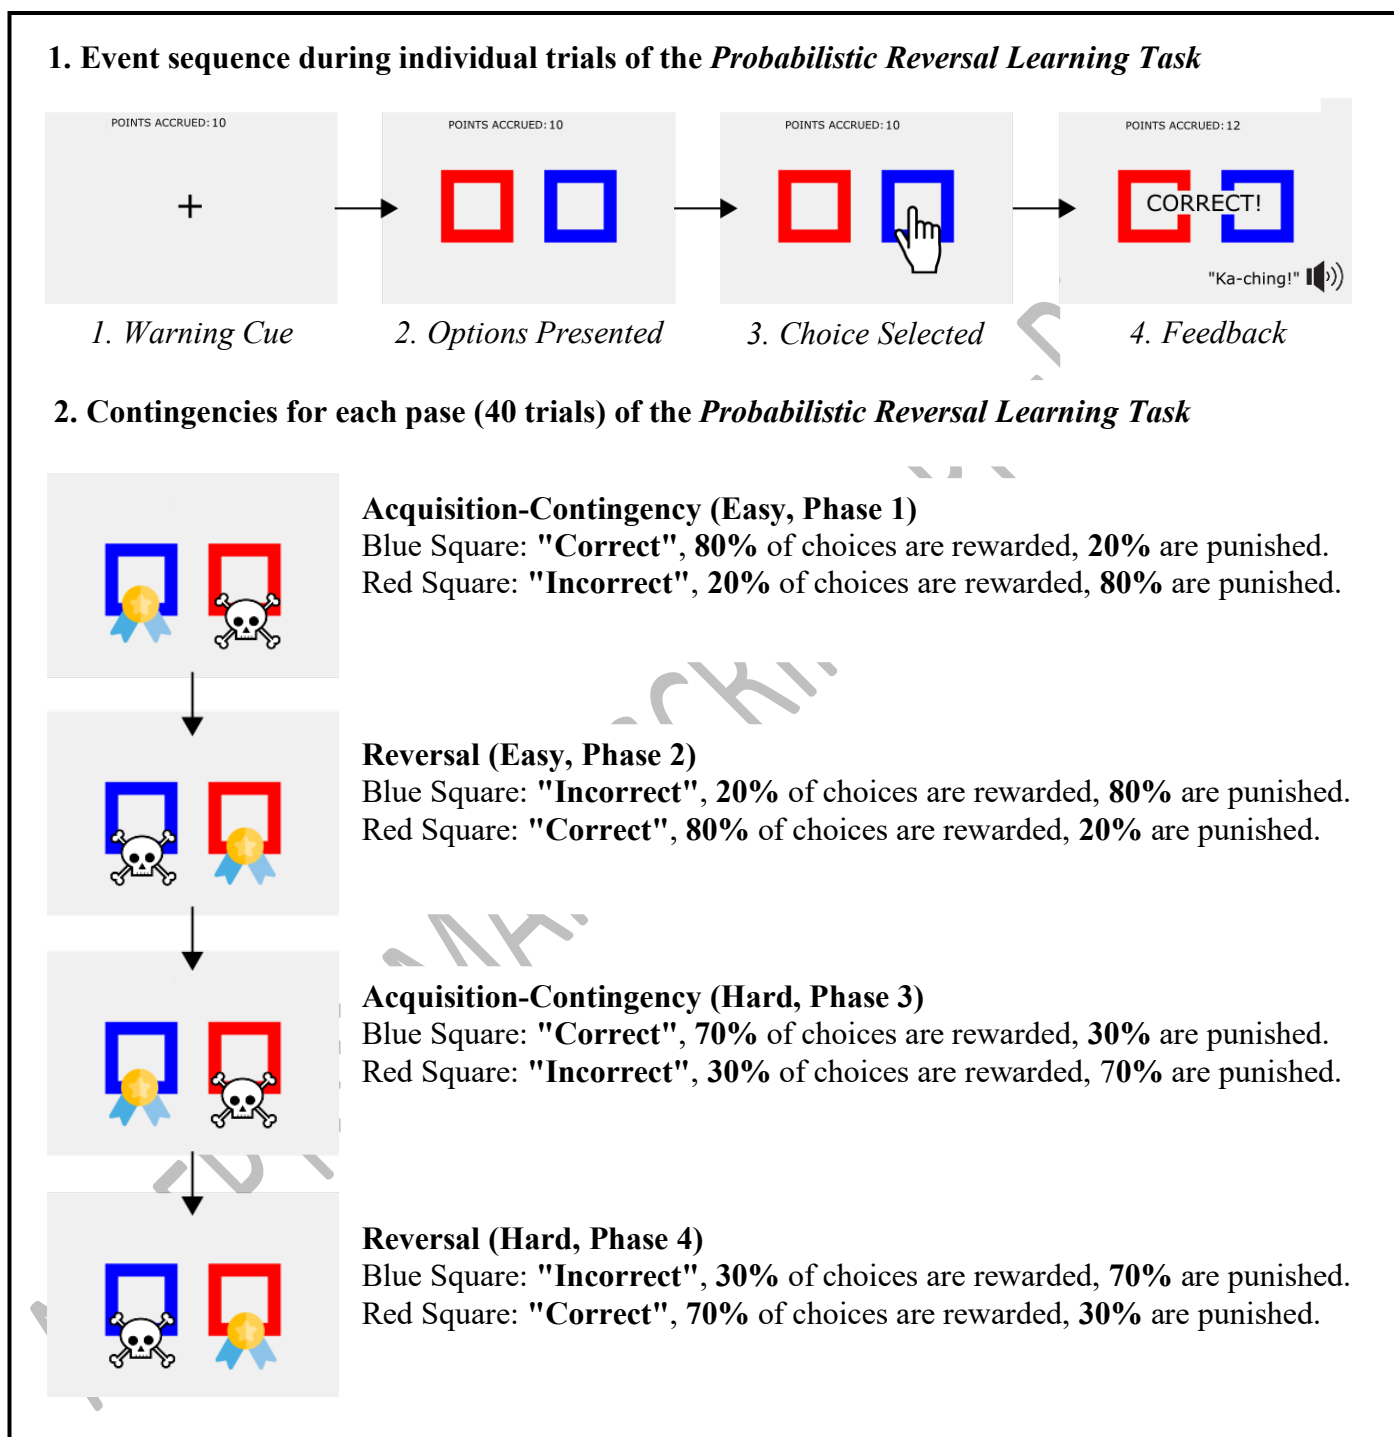 1. Event sequence during individual trials of the Probabilistic Reversal Learning Task
POINTS ACCRUED: 10
POINTS ACCRUED: 10
POINTS ACCRUED: 10
POINTS ACCRUED: 12
+
CORRECT!
"Ka-ching!"
1. Warning Cue
2. Options Presented
3. Choice Selected
4. Feedback
2. Contingencies for each pase (40 trials) of the Probabilistic Reversal Learning Task
Acquisition-Contingency (Easy, Phase 1)
Blue Square: "Correct", 80% of choices are rewarded, 20% are punished.
Red Square: "Incorrect", 20% of choices are rewarded, 80% are punished.
Reversal (Easy, Phase 2)
Blue Square: "Incorrect", 20% of choices are rewarded, 80% are punished.
Red Square: "Correct", 80% of choices are rewarded, 20% are punished.
Acquisition-Contingency (Hard, Phase 3)
Blue Square: "Correct", 70% of choices are rewarded, 30% are punished.
Red Square: "Incorrect", 30% of choices are rewarded, 70% are punished.
Reversal (Hard, Phase 4)
Blue Square: "Incorrect", 30% of choices are rewarded, 70% are punished.
Red Square: "Correct", 70% of choices are rewarded, 30% are punished.